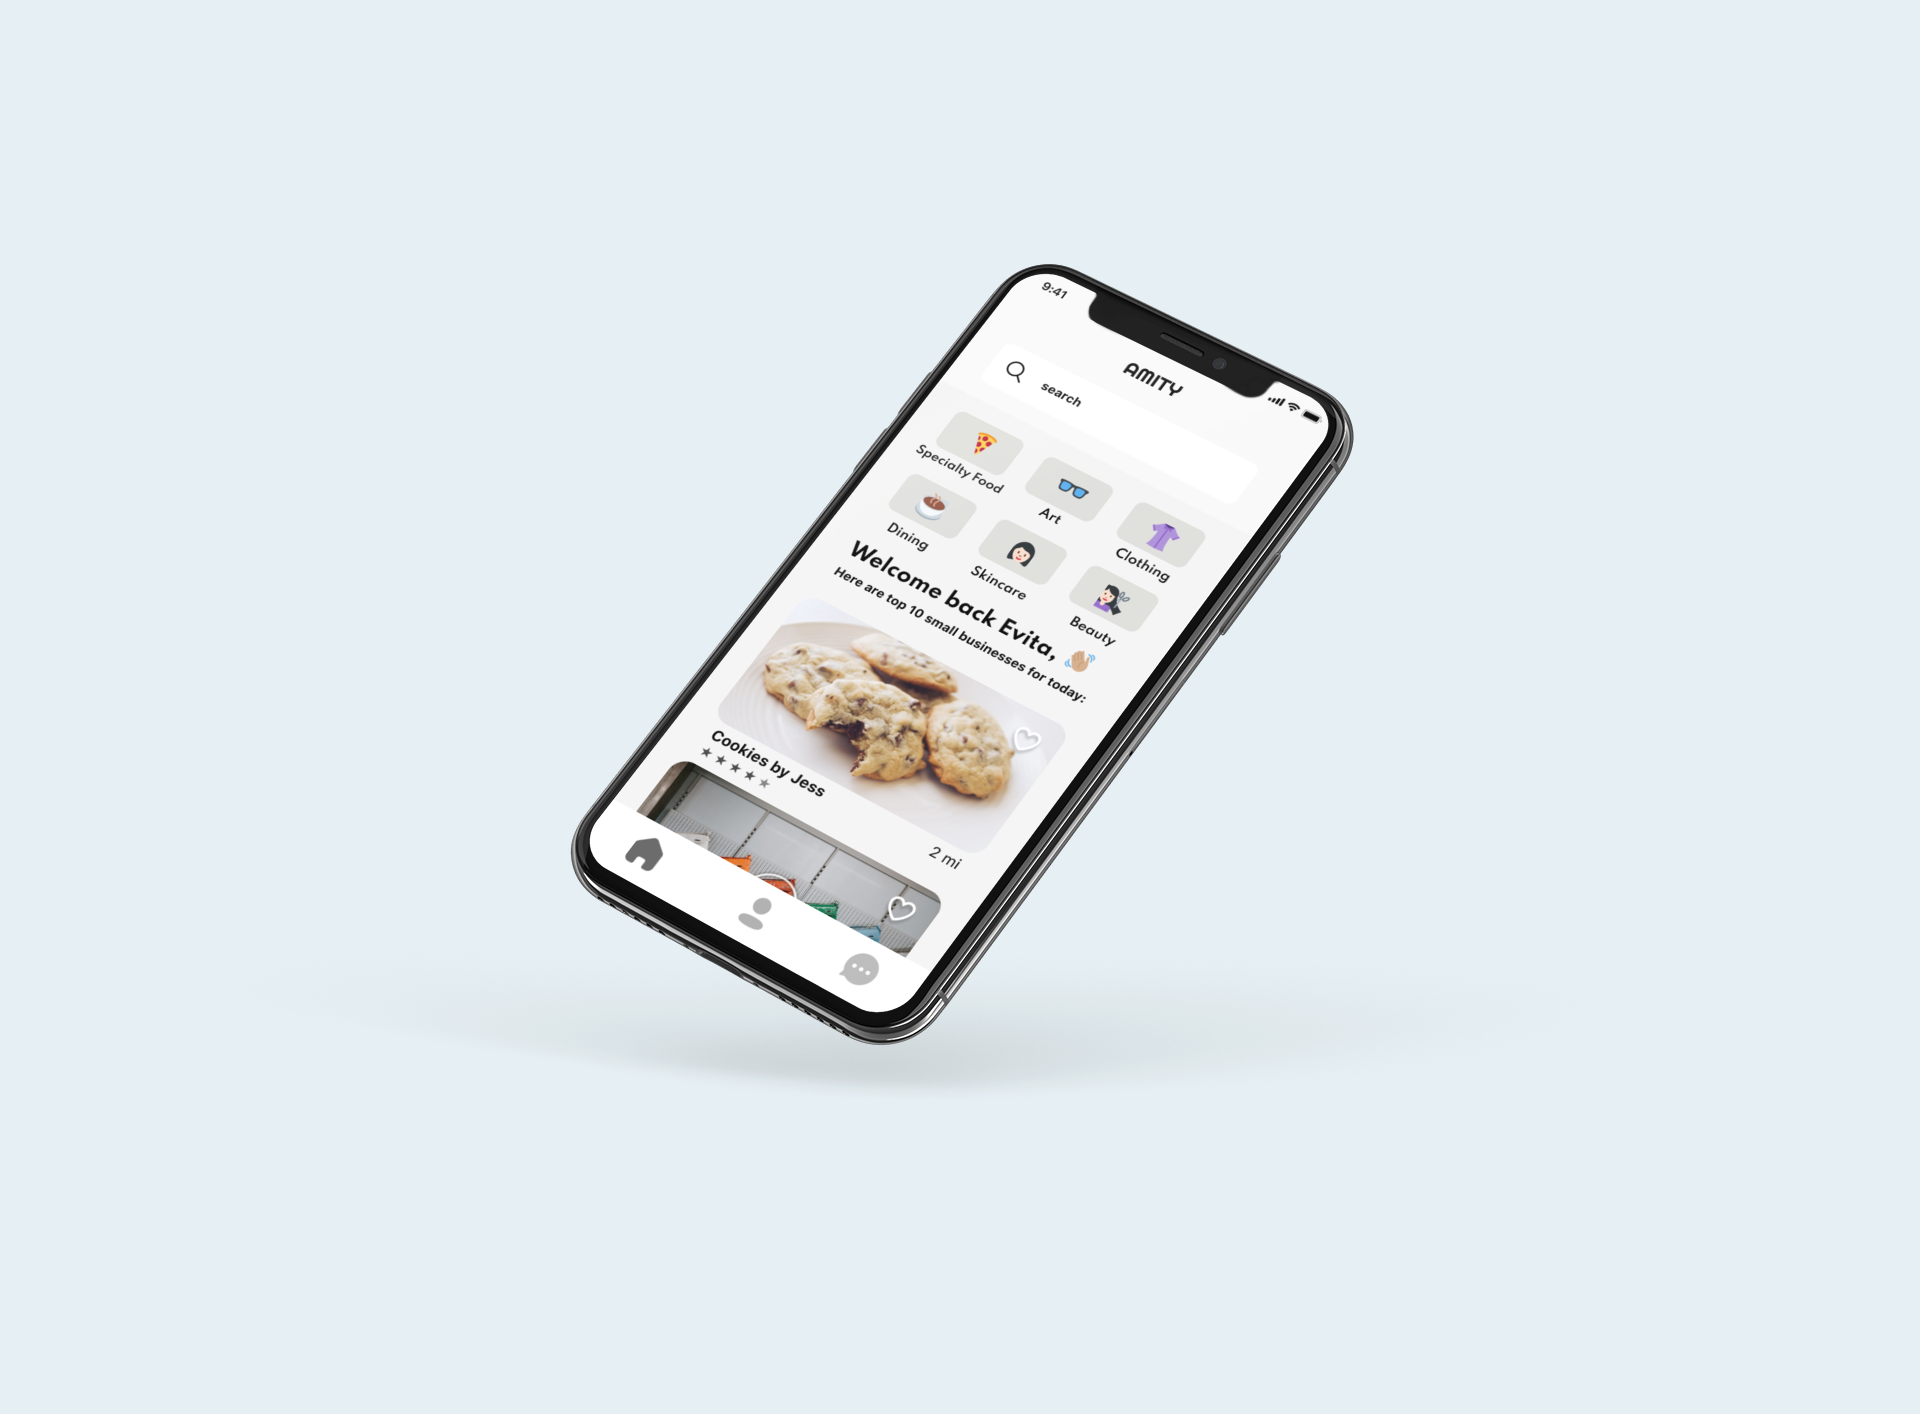 9:41
AMITY
search
Specialty Food
Art
Clothing
Dining
Skincare
Beauty
Welcome back Evita,
Here are top 10 small businesses for today:
Cookies by Jess
2 mi